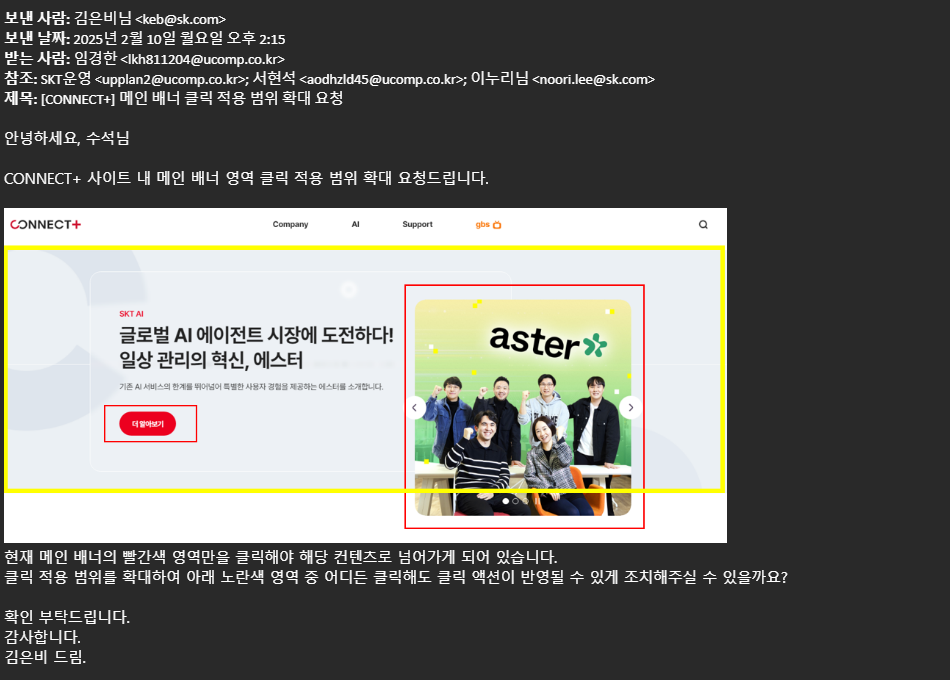 보낸 사람: 김은비님 <keb@sk.com>
보낸 날짜: 2025년 2월 10일 월요일 오후 2:15
받는 사람: 임경한 <lkh811204@ucomp.co.kr>
참조: SKT운영 <upplan2@ucomp.co.kr>; 서현석 <aodhzld45@ucomp.co.kr>; 이누리님 <noori.lee@sk.com>
제목: [CONNECT+] 메인 배너 클릭 적용 범위 확대 요청
안녕하세요, 수석님
CONNECT+ 사이트 내 메인 배너 영역 클릭 적용 범위 확대 요청드립니다.
CONNECT+ Company AI Support gbs
SKT AI
글로벌 AI 에이전트 시장에 도전하다!
일상 관리의 혁신, 에스터
기존 AI 서비스의 한계를 뛰어넘어 특별한 사용자 경험을 제공하는 에스터를 소개합니다.
더 알아보기
aster
현재 메인 배너의 빨간색 영역만을 클릭해야 해당 컨텐츠로 넘어가게 되어 있습니다.
클릭 적용 범위를 확대하여 아래 노란색 영역 중 어디든 클릭해도 클릭 액션이 반영될 수 있게 조치해주실 수 있을까요?
확인 부탁드립니다.
감사합니다.
김은비 드림.